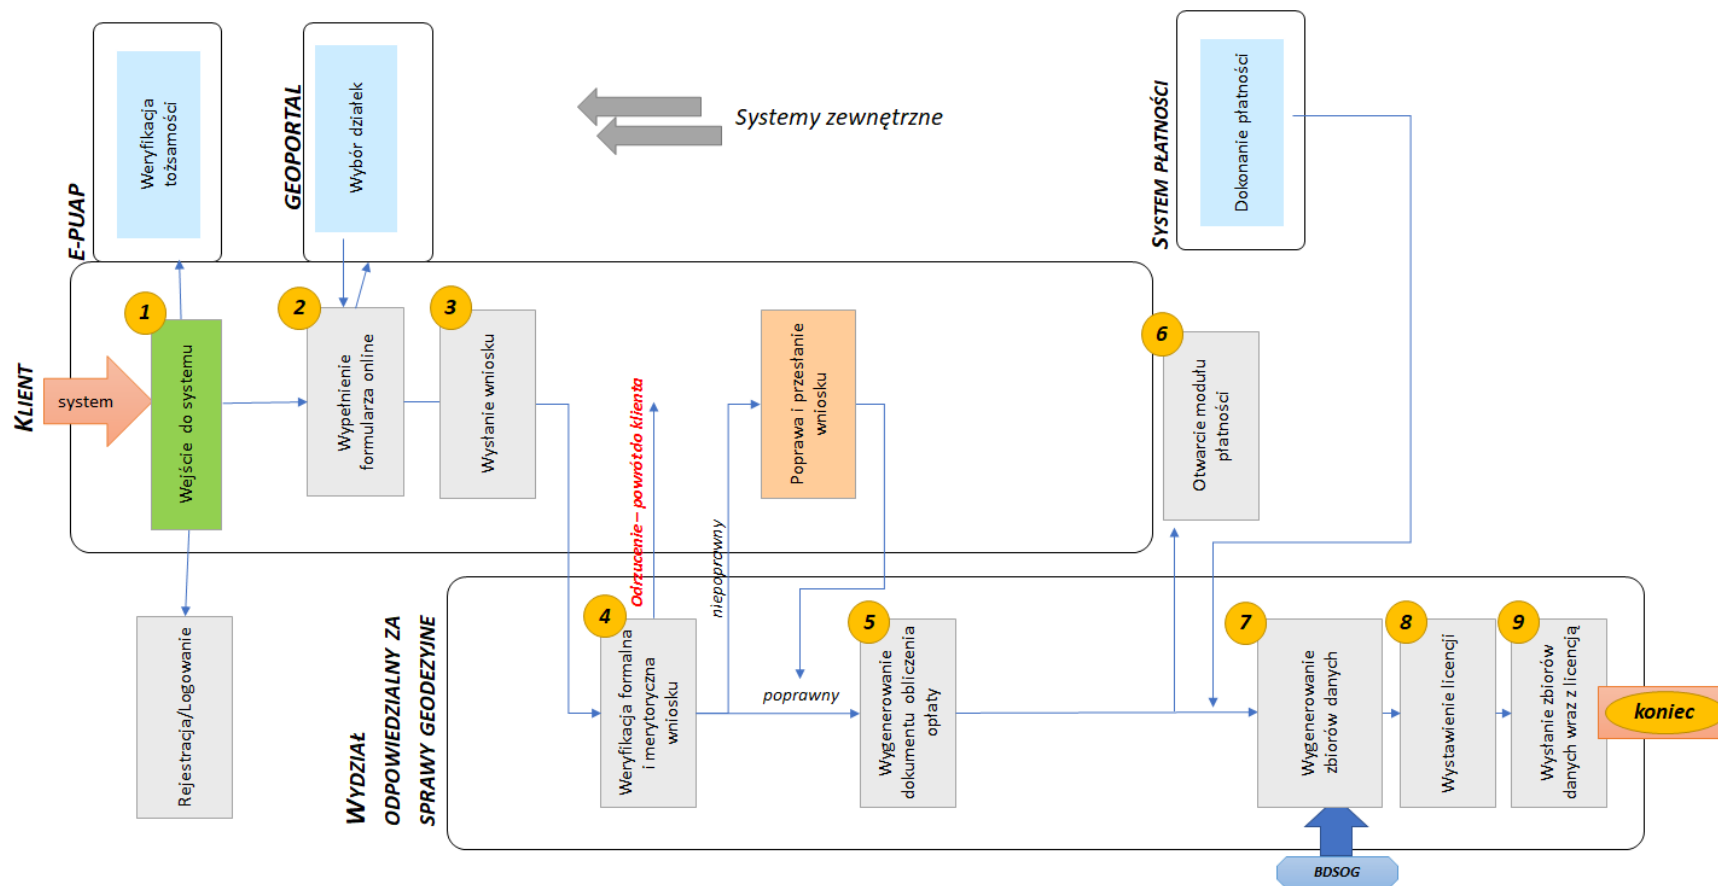 E-PUAP
Weryfikacja
tożsamości
GEOPORTAL
Wybór działek
Systemy zewnętrzne
SYSTEM PŁATNOŚCI
Dokonanie płatności
KLIENT
system
1
Wejście do systemu
2
Wypełnienie
formularza online
3
Wysłanie wniosku
Odrzucenie – powrót do klienta
niepoprawny
Poprawa i przesłanie
wniosku
6
Otwarcie modułu
płatności
Rejestracja/Logowanie
WYDZIAŁ
ODPOWIEDZIALNY ZA
SPRAWY GEODEZYJNE
4
Weryfikacja formalna
i merytoryczna
wniosku
poprawny
5
Wygenerowanie
dokumentu obliczenia
opłaty
7
Wygenerowanie
zbiorów danych
8
Wystawienie licencji
9
Wysłanie zbiorów
danych wraz z licencją
koniec
BDSOG